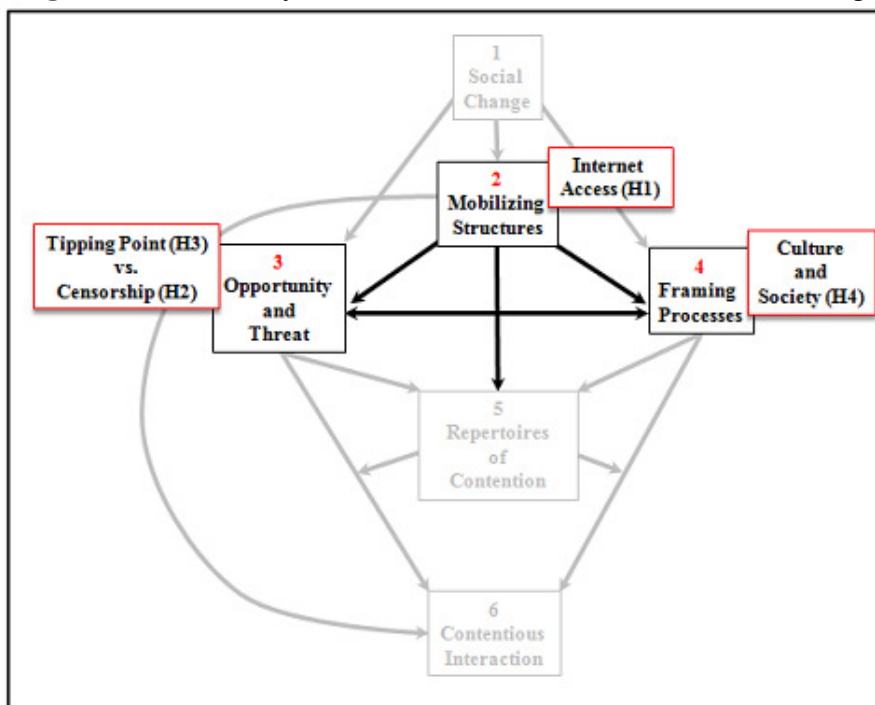 1
Social
Change
2
Mobilizing
Structures
Internet
Access (H1)
Tipping Point (H3)
vs.
Censorship (H2)
3
Opportunity
and
Threat
4
Framing
Processes
Culture
and
Society (H4)
5
Repertoires
of
Contention
6
Contentious
Interaction